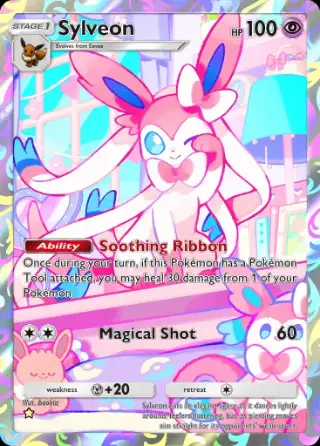 STAGE 1
Sylveon
HP 100
Evolves from Eevee
Ability Soothing Ribbon
Once during your turn, if this Pokémon has a Pokémon
Tool attached, you may heal 30 damage from 1 of your
Pokémon.
Magical Shot 60
weakness +20 retreat
Illus.
Sylveon